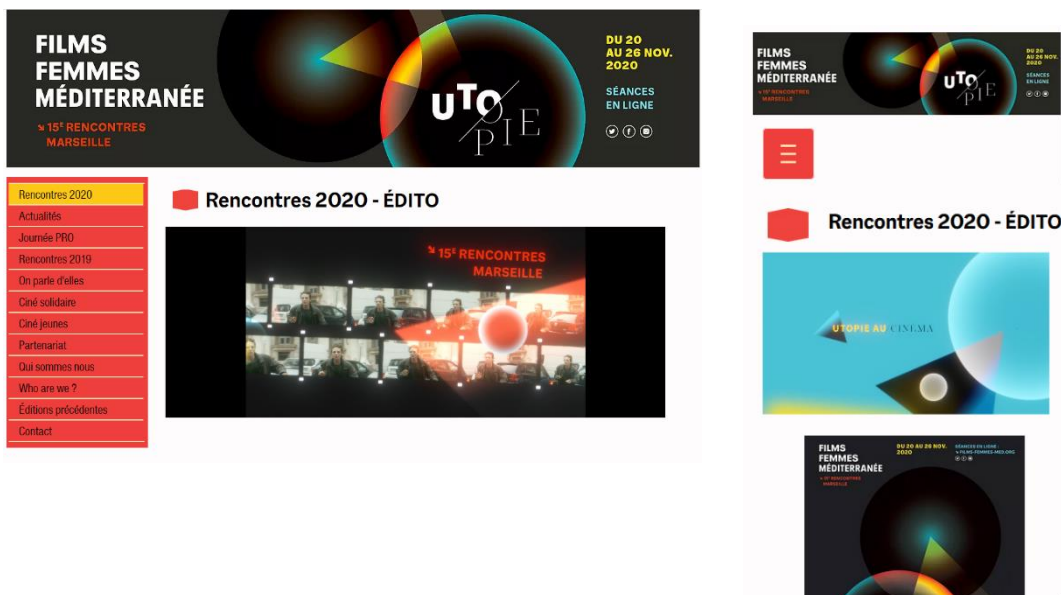 FILMS
FEMMES
MÉDITERRANÉE
↘ 15E RENCONTRES
MARSEILLE
UTOPIE
DU 20
AU 26 NOV.
2020
SÉANCES
EN LIGNE
Rencontres 2020
Actualités
Journée PRO
Rencontres 2019
On parle d'elles
Ciné solidaire
Ciné jeunes
Partenariat
Qui sommes nous
Who are we ?
Éditions précédentes
Contact
Rencontres 2020 - ÉDITO
↘ 15E RENCONTRES
MARSEILLE
FILMS
FEMMES
MÉDITERRANÉE
↘ 15E RENCONTRES
MARSEILLE
UTOPIE
DU 20
AU 26 NOV.
2020
SÉANCES
EN LIGNE
Rencontres 2020 - ÉDITO
UTOPIE AU CINEMA
FILMS
FEMMES
MÉDITERRANÉE
↘ 15E RENCONTRES
MARSEILLE
DU 20 AU 26 NOV.
2020
SÉANCES EN LIGNE :
↘ FILMS-FEMMES-MED.ORG